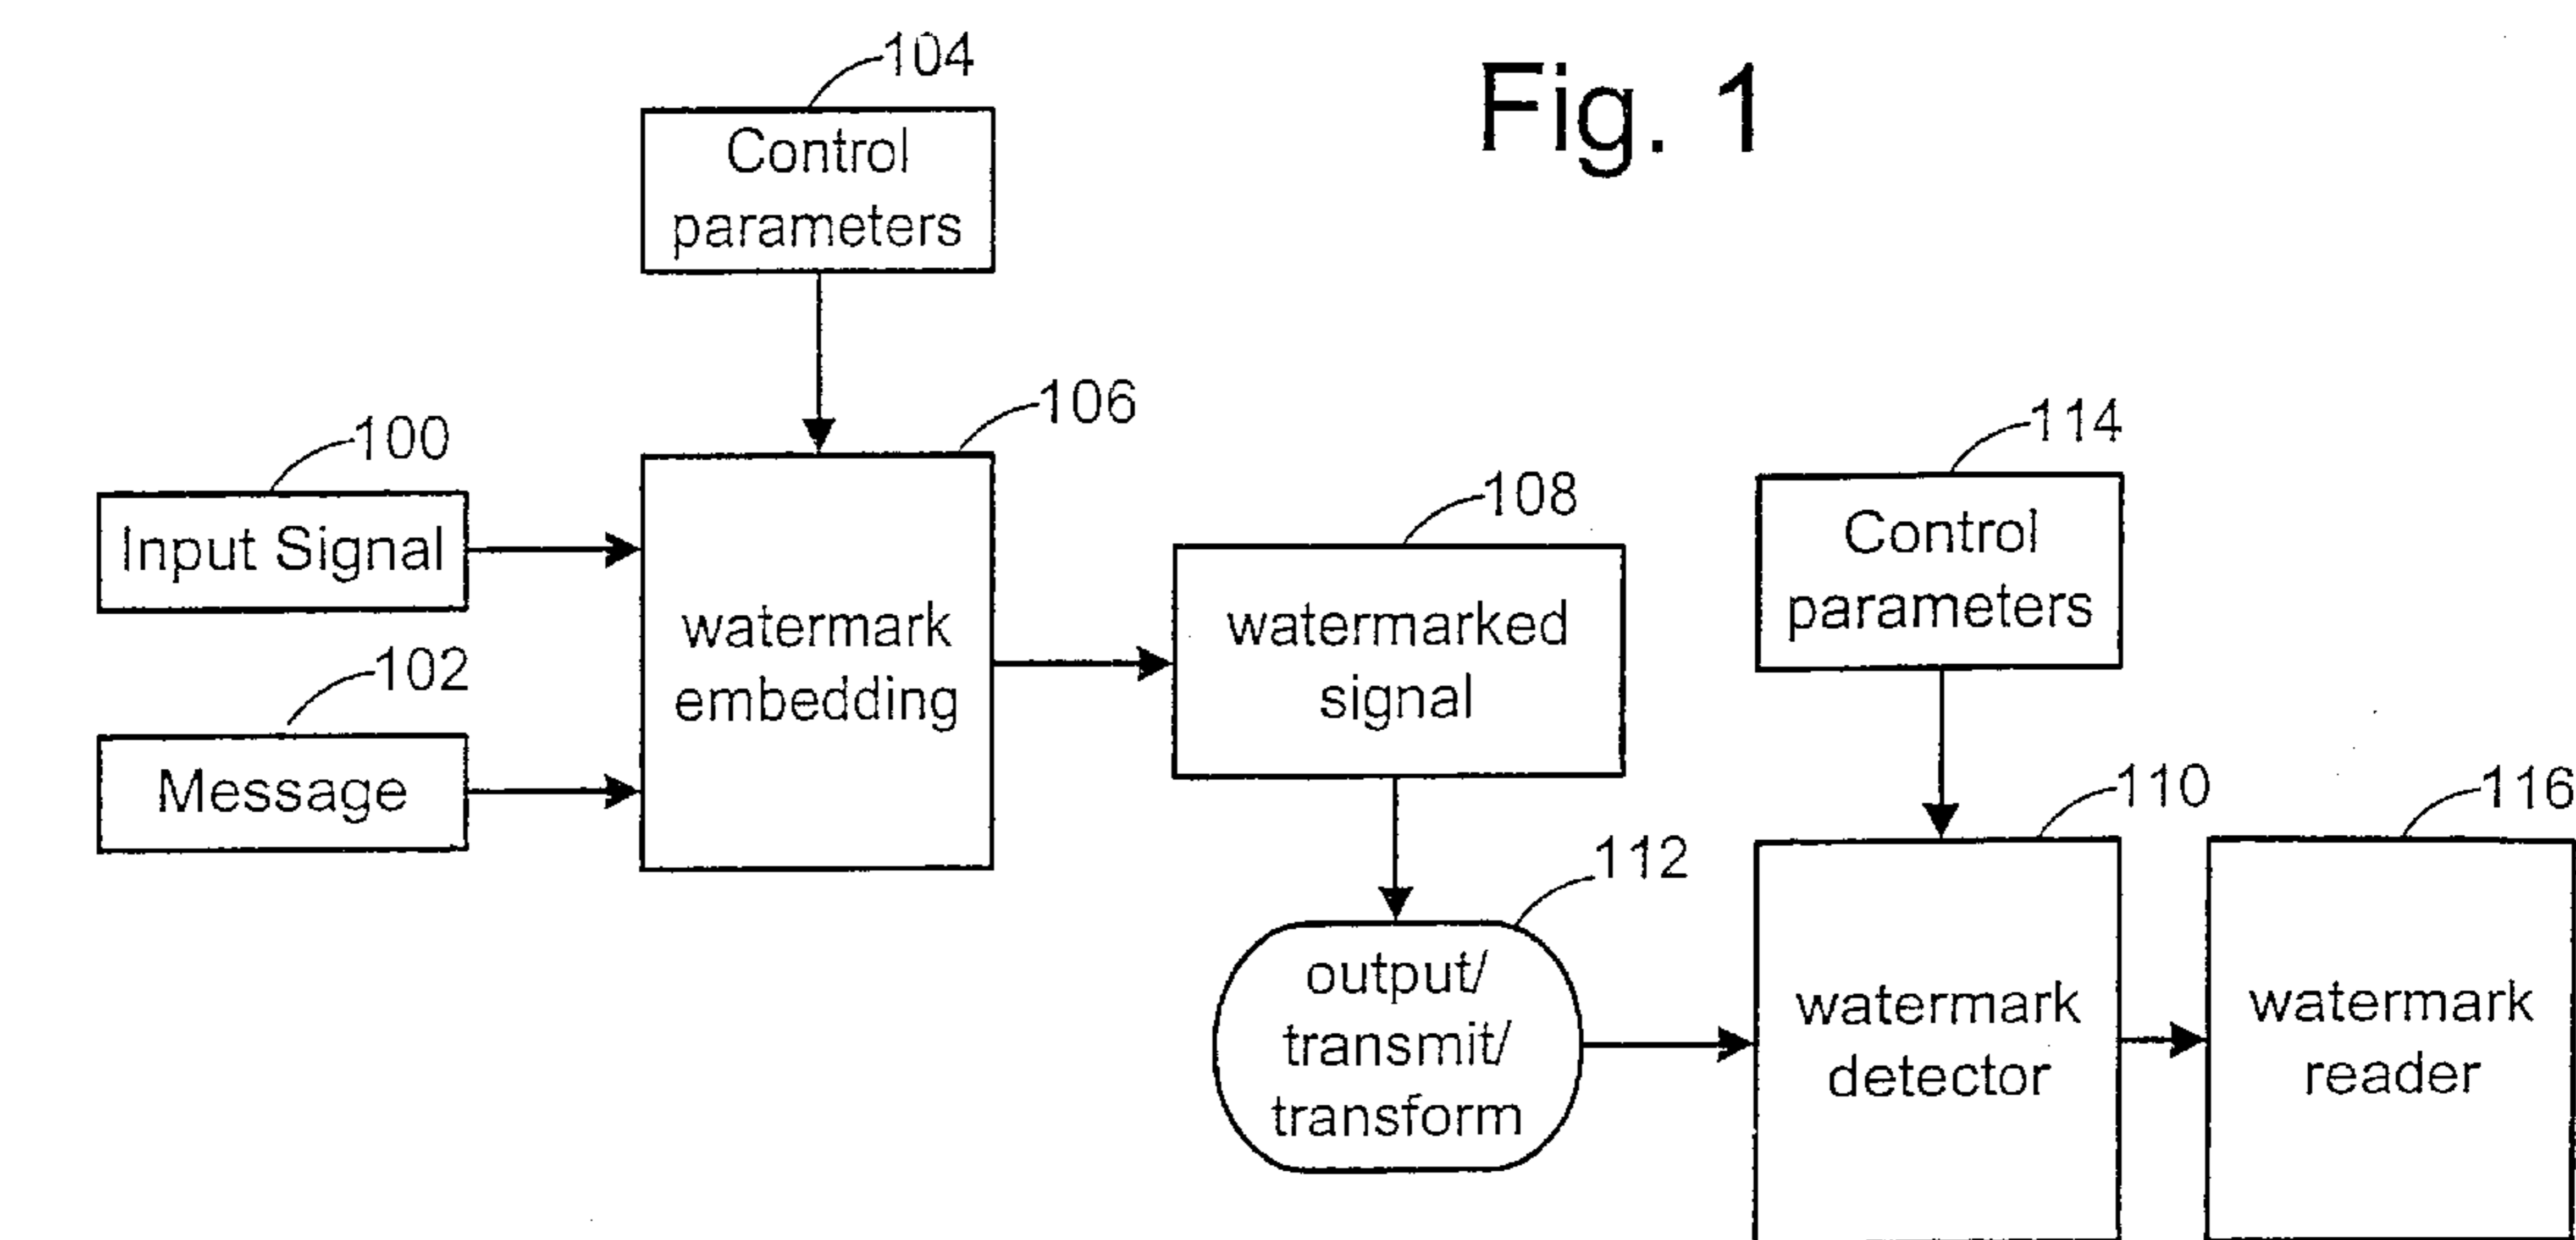 Fig. 1
104
Control
parameters
106
100
Input Signal
102
Message
watermark
embedding
108
watermarked
signal
114
Control
parameters
112
output/
transmit/
transform
110
watermark
detector
116
watermark
reader